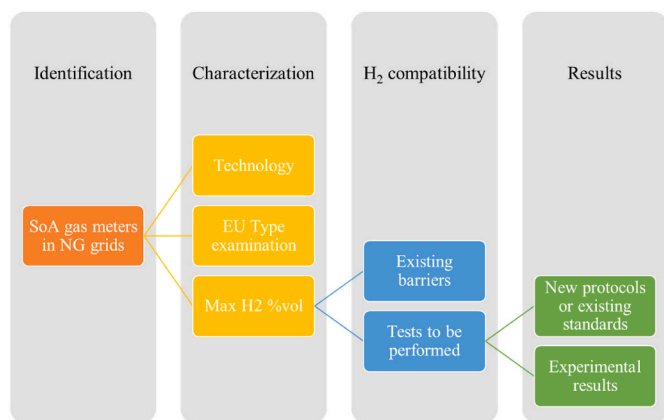 Identification
Characterization
H₂ compatibility
Results
Technology
SoA gas meters
in NG grids
EU Type
examination
Max H2 %vol
Existing
barriers
Tests to be
performed
New protocols
or existing
standards
Experimental
results